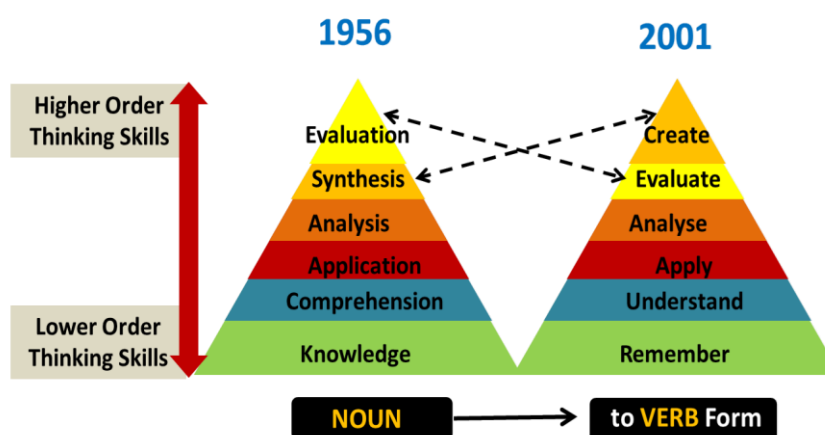 1956
2001
Higher Order
Thinking Skills
Evaluation
Create
Synthesis
Evaluate
Analysis
Analyse
Application
Apply
Comprehension
Understand
Lower Order
Thinking Skills
Knowledge
Remember
NOUN
to VERB Form